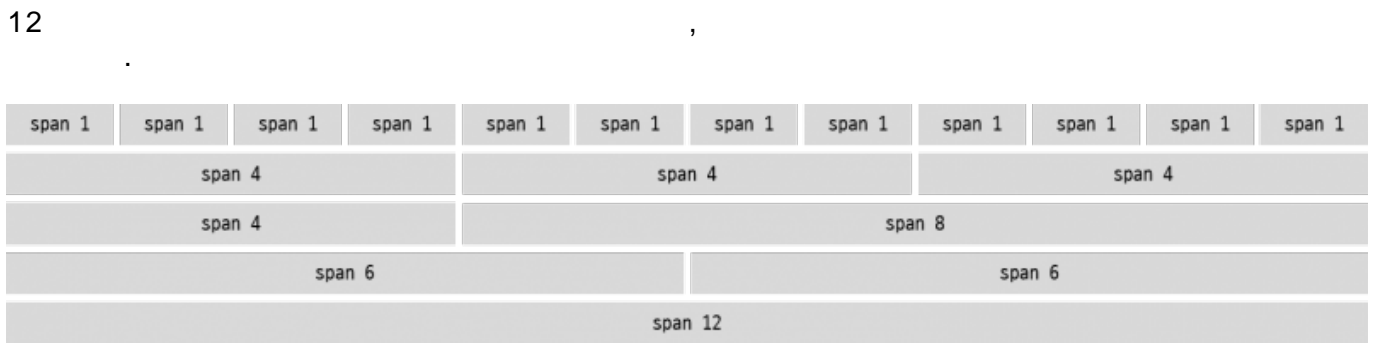 12 ,
.
span 1 span 1 span 1 span 1 span 1 span 1 span 1 span 1 span 1 span 1 span 1 span 1
span 4 span 4 span 4
span 4 span 8
span 6 span 6
span 12